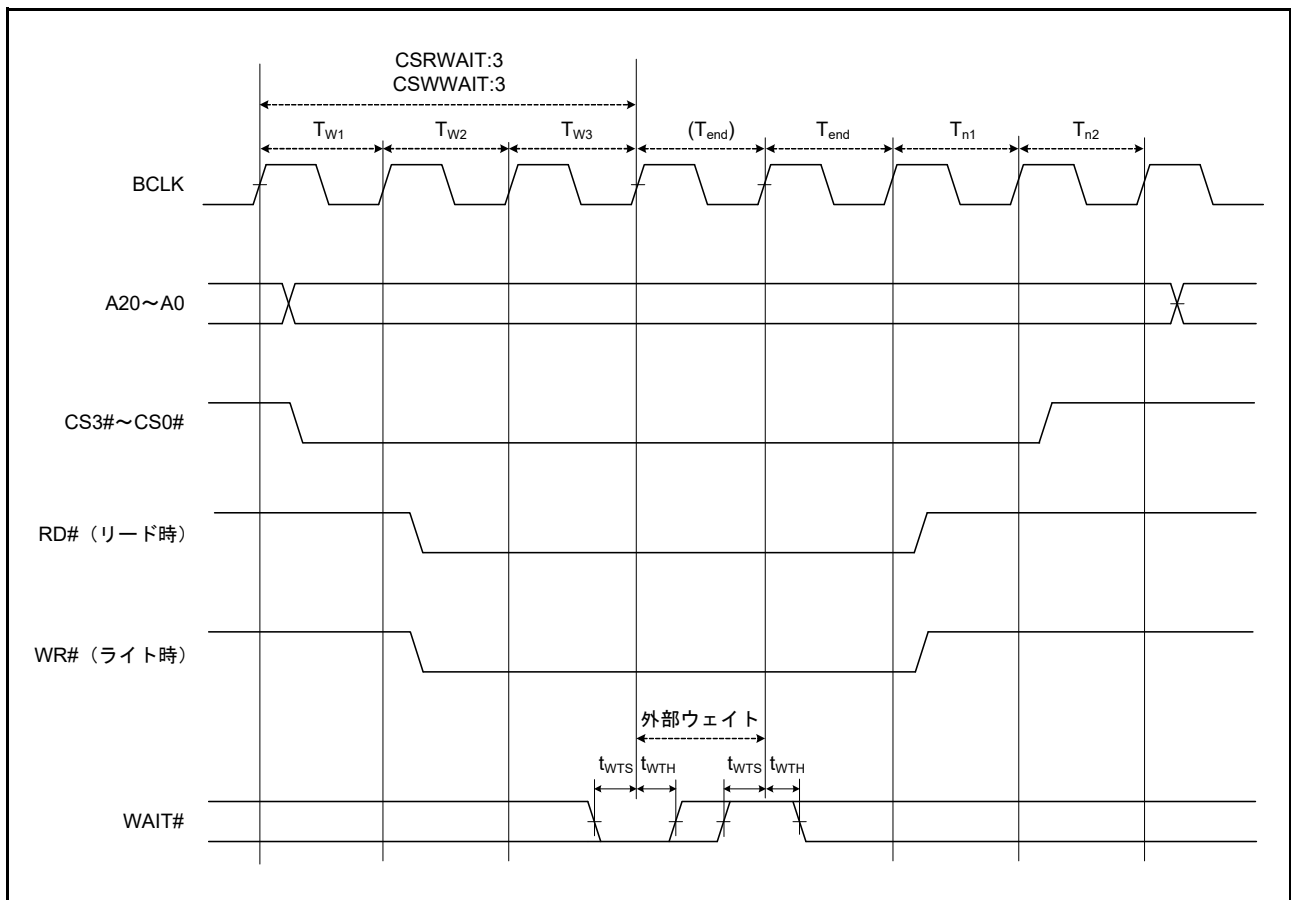 CSRWAIT:3
CSWWAIT:3
TW1 TW2 TW3 (Tend) Tend Tn1 Tn2
BCLK
A20～A0
CS3#～CS0#
RD#（リード時）
WR#（ライト時）
外部ウェイト
tWTS tWTH tWTS tWTH
WAIT#